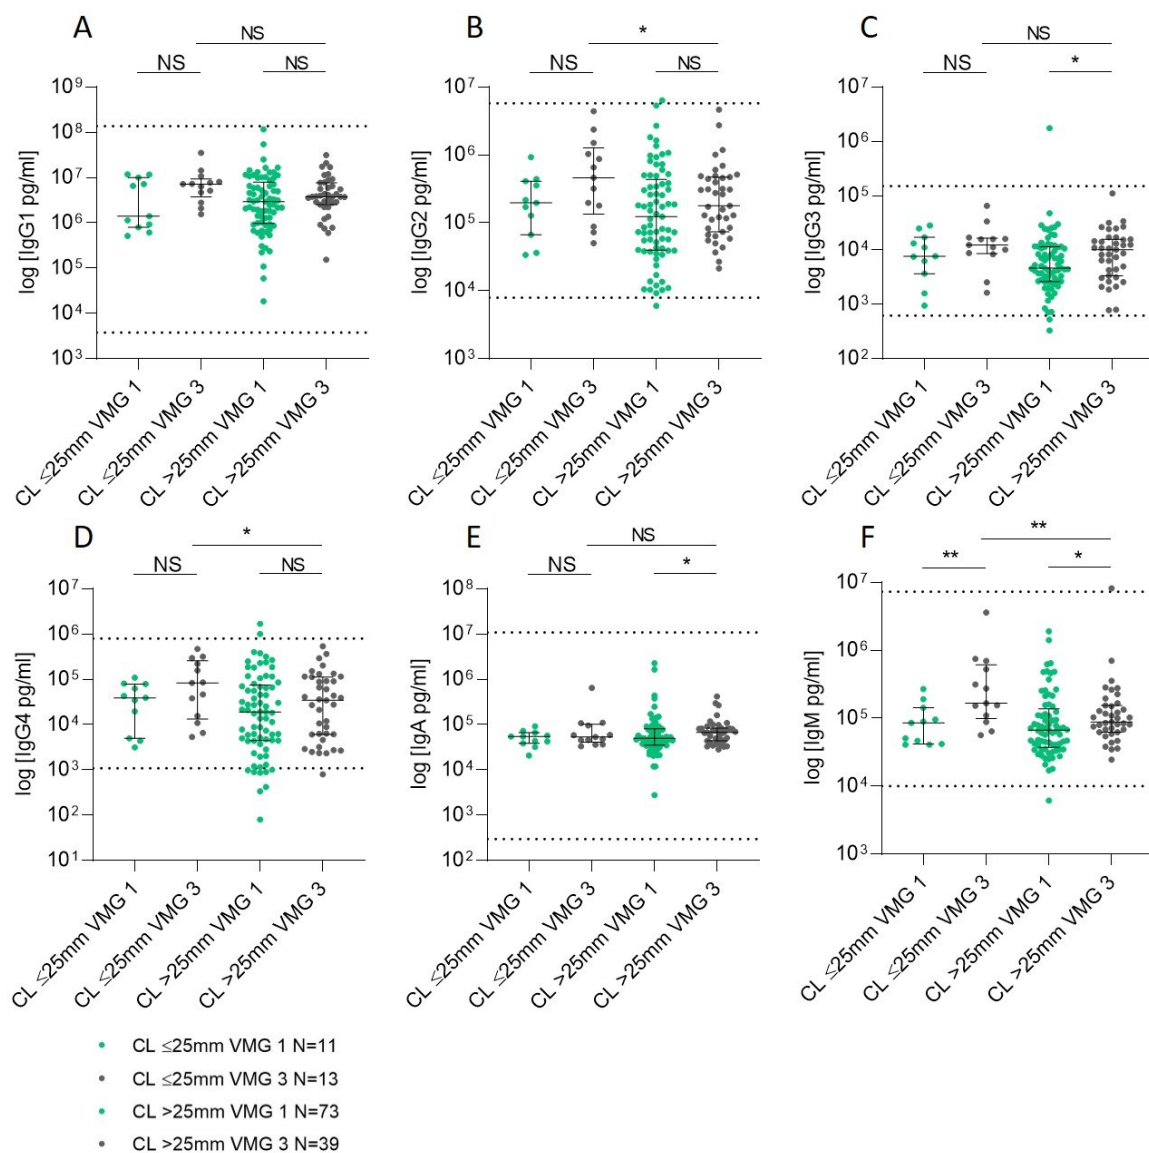 A
NS
NS
NS
log [IgG1 pg/ml]
10⁹
10⁸
10⁷
10⁶
10⁵
10⁴
10³
CL ≤25mm VMG 1
CL ≤25mm VMG 3
CL >25mm VMG 1
CL >25mm VMG 3
B
*
NS
NS
log [IgG2 pg/ml]
10⁷
10⁶
10⁵
10⁴
10³
CL ≤25mm VMG 1
CL ≤25mm VMG 3
CL >25mm VMG 1
CL >25mm VMG 3
C
NS
NS
*
log [IgG3 pg/ml]
10⁷
10⁶
10⁵
10⁴
10³
10²
CL ≤25mm VMG 1
CL ≤25mm VMG 3
CL >25mm VMG 1
CL >25mm VMG 3
D
*
NS
NS
log [IgG4 pg/ml]
10⁷
10⁶
10⁵
10⁴
10³
10²
10¹
CL ≤25mm VMG 1
CL ≤25mm VMG 3
CL >25mm VMG 1
CL >25mm VMG 3
E
NS
NS
*
log [IgA pg/ml]
10⁸
10⁷
10⁶
10⁵
10⁴
10³
10²
CL ≤25mm VMG 1
CL ≤25mm VMG 3
CL >25mm VMG 1
CL >25mm VMG 3
F
**
**
*
log [IgM pg/ml]
10⁷
10⁶
10⁵
10⁴
10³
CL ≤25mm VMG 1
CL ≤25mm VMG 3
CL >25mm VMG 1
CL >25mm VMG 3
CL ≤25mm VMG 1 N=11
CL ≤25mm VMG 3 N=13
CL >25mm VMG 1 N=73
CL >25mm VMG 3 N=39